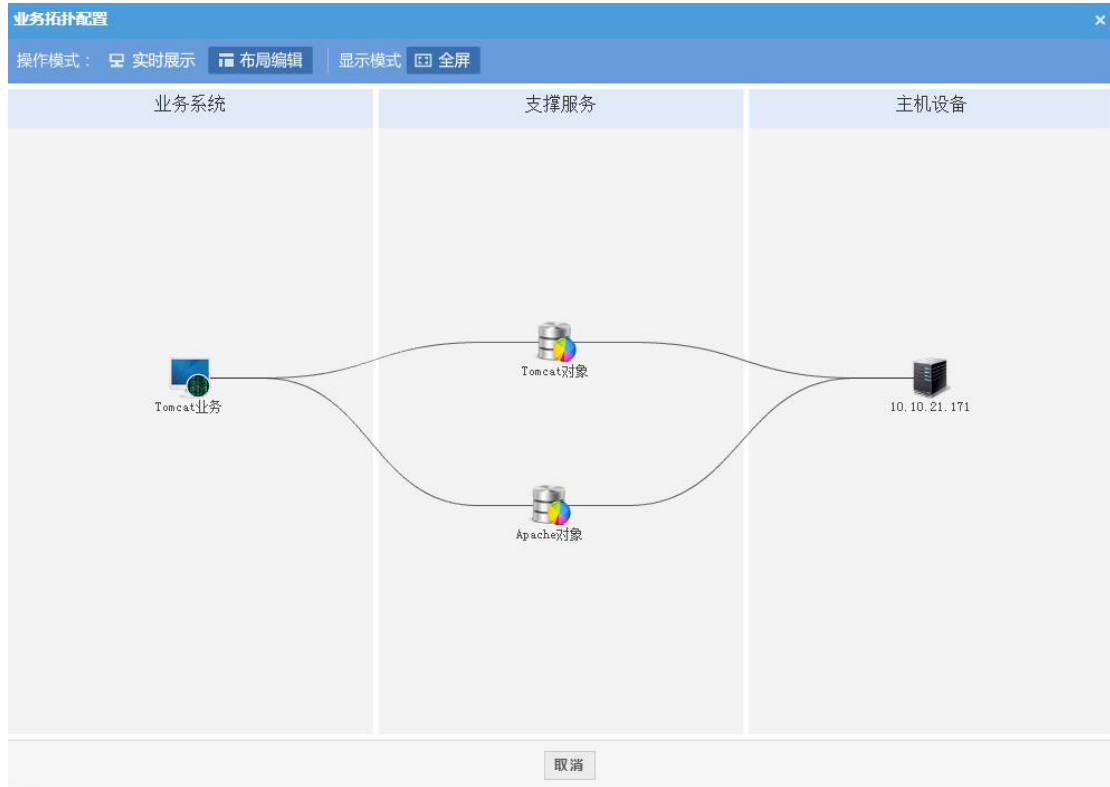 业务拓扑配置 ×
操作模式： 实时展示 布局编辑 显示模式 全屏
业务系统 支撑服务 主机设备
Tomcat对象
Tomcat业务 10.10.21.171
Apache对象
取消